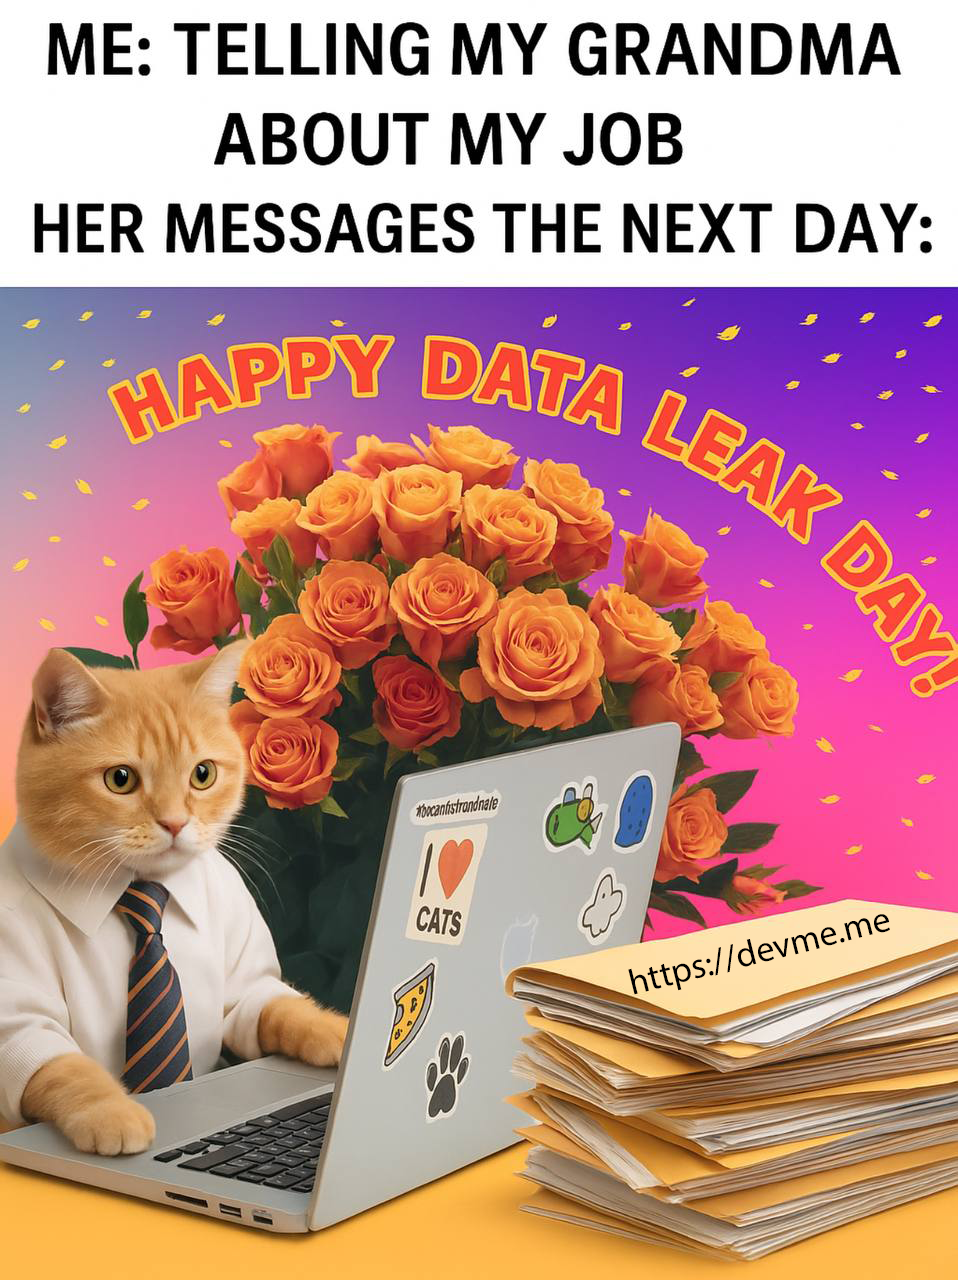 ME: TELLING MY GRANDMA
ABOUT MY JOB
HER MESSAGES THE NEXT DAY:
HAPPY DATA LEAK DAY!
I
CATS
https://devme.me